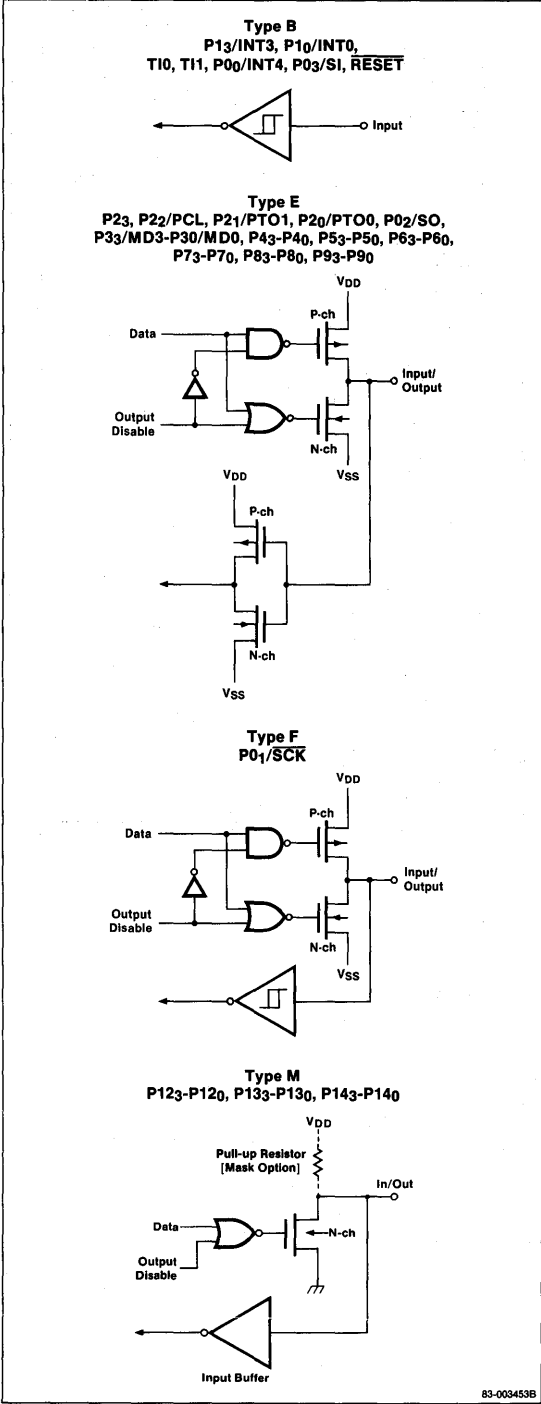 Type B
P1₃/INT3, P1₀/INT0,
TI0, TI1, P0₀/INT4, P0₃/SI, R̅E̅S̅E̅T̅
Input
Type E
P2₃, P2₂/PCL, P2₁/PTO1, P2₀/PTO0, P0₂/SO,
P3₃/MD3-P30/MD0, P4₃-P4₀, P5₃-P5₀, P6₃-P6₀,
P7₃-P7₀, P8₃-P8₀, P9₃-P9₀
VDD
P-ch
Data
Input/
Output
Output
Disable
N-ch
VSS
VDD
P-ch
N-ch
VSS
Type F
P0₁/S̅C̅K̅
VDD
P-ch
Data
Input/
Output
Output
Disable
N-ch
VSS
Type M
P12₃-P12₀, P13₃-P13₀, P14₃-P14₀
VDD
Pull-up Resistor
[Mask Option]
In/Out
Data
N-ch
Output
Disable
Input Buffer
83-003453B